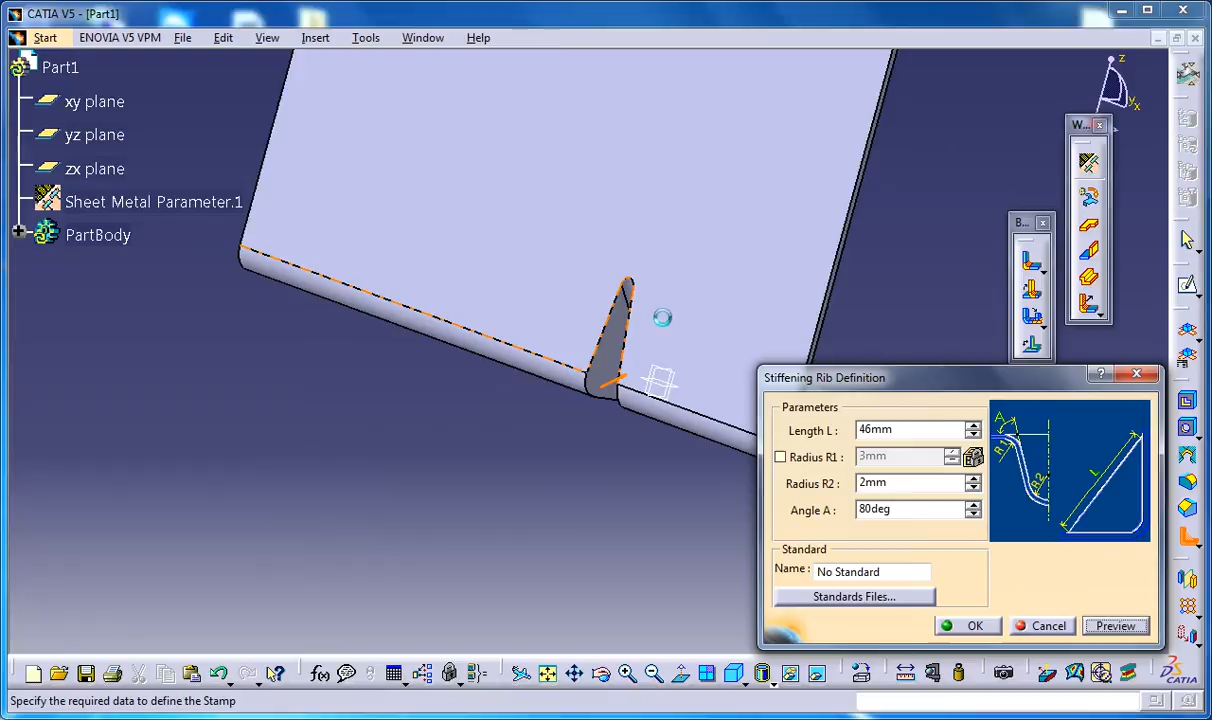 CATIA V5 - [Part1]
Start ENOVIA V5 VPM File Edit View Insert Tools Window Help
Part1
xy plane
yz plane
zx plane
Sheet Metal Parameter.1
PartBody
z
y
x
W...
B...
Stiffening Rib Definition
Parameters
Length L : 46mm
Radius R1 : 3mm
Radius R2 : 2mm
Angle A : 80deg
A
R1
R2
L
Standard
Name : No Standard
Standards Files...
OK Cancel Preview
f(x)
CATIA
Specify the required data to define the Stamp